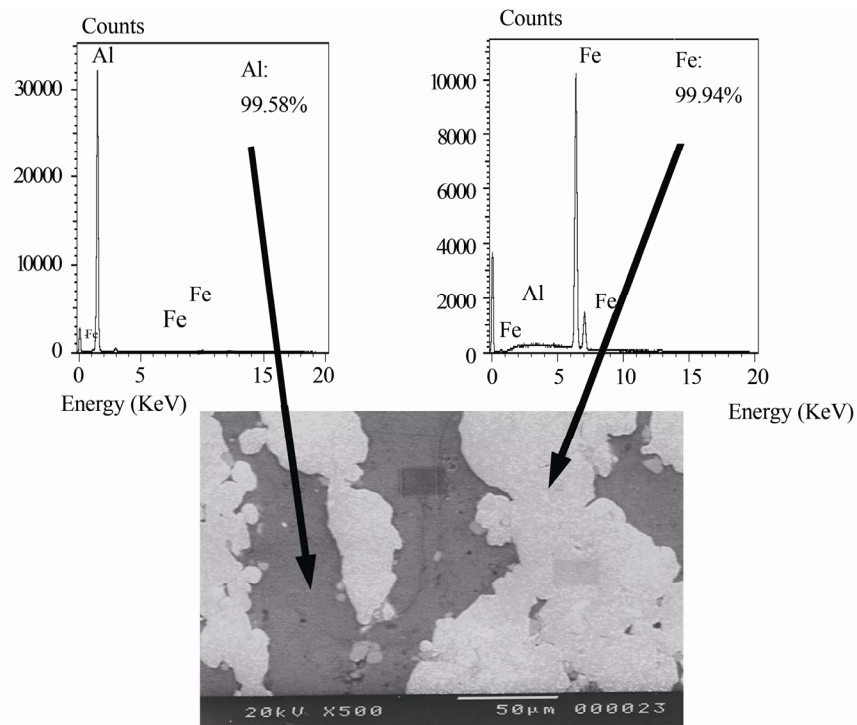 Counts
Al
Al:
99.58%
30000
20000
10000
0
Fe
Fe
Fe
0
5
15
20
Energy (KeV)
Counts
Fe
Fe:
99.94%
10000
8000
6000
4000
2000
0
Al
Fe
Fe
0
5
10
15
20
Energy (KeV)
20kV X500 50µm 000023